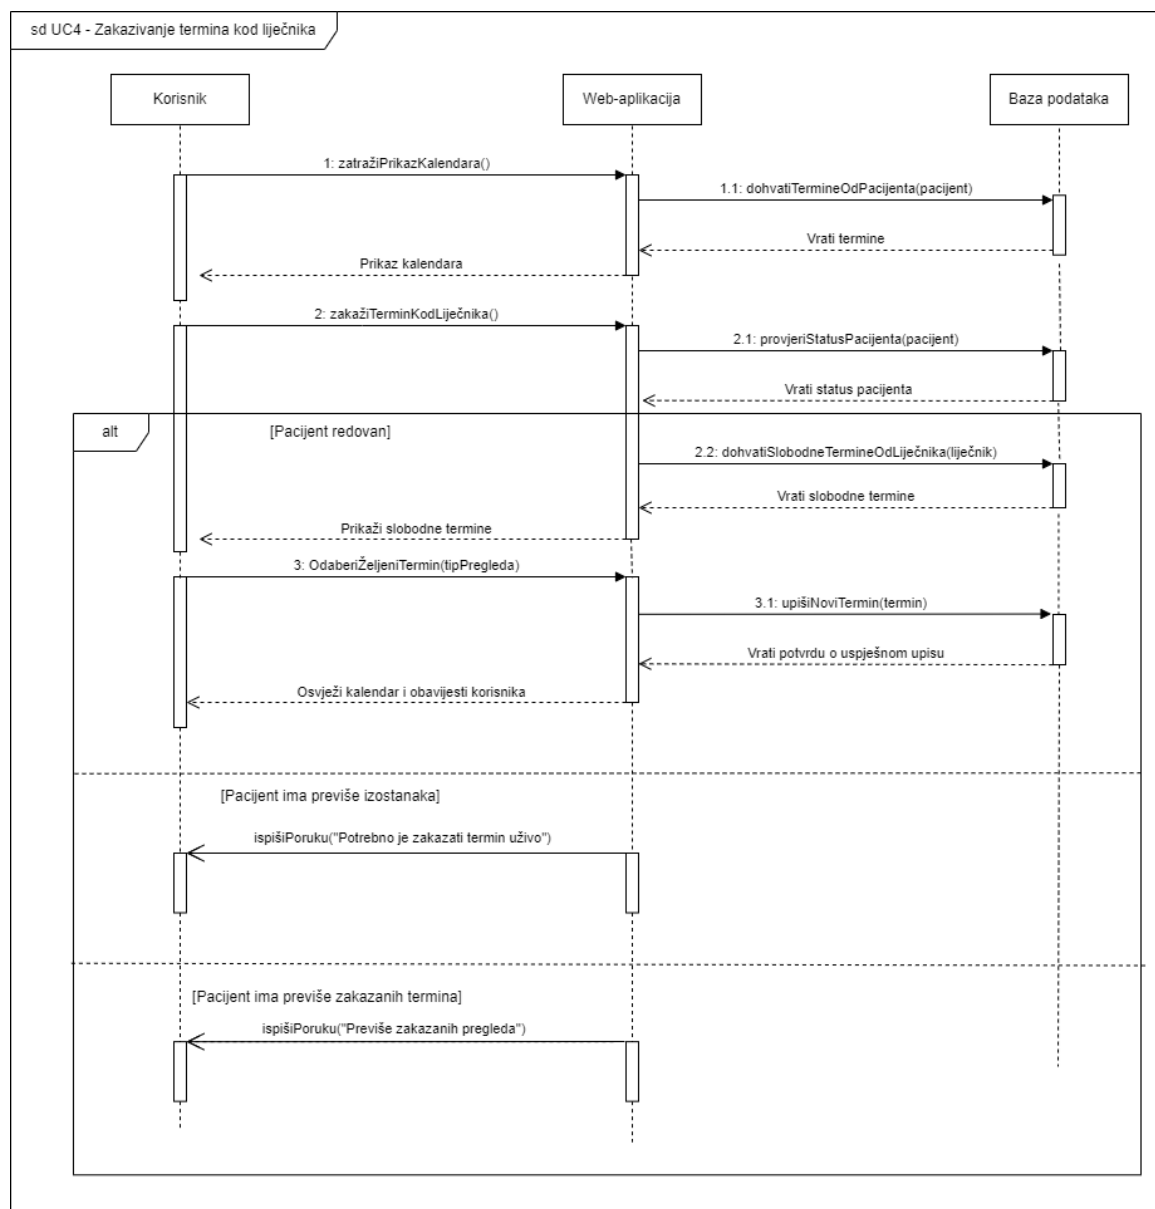 sd UC4 - Zakazivanje termina kod liječnika
Korisnik
Web-aplikacija
Baza podataka
1: zatražiPrikazKalendara()
1.1: dohvatiTermineOdPacijenta(pacijent)
Vrati termine
Prikaz kalendara
2: zakažiTerminKodLiječnika()
2.1: provjeriStatusPacijenta(pacijent)
Vrati status pacijenta
alt
[Pacijent redovan]
2.2: dohvatiSlobodneTermineOdLiječnika(liječnik)
Vrati slobodne termine
Prikaži slobodne termine
3: OdaberiŽeljeniTermin(tipPregleda)
3.1: upišiNoviTermin(termin)
Vrati potvrdu o uspješnom upisu
Osvježi kalendar i obavijesti korisnika
[Pacijent ima previše izostanaka]
ispišiPoruku("Potrebno je zakazati termin uživo")
[Pacijent ima previše zakazanih termina]
ispišiPoruku("Previše zakazanih pregleda")